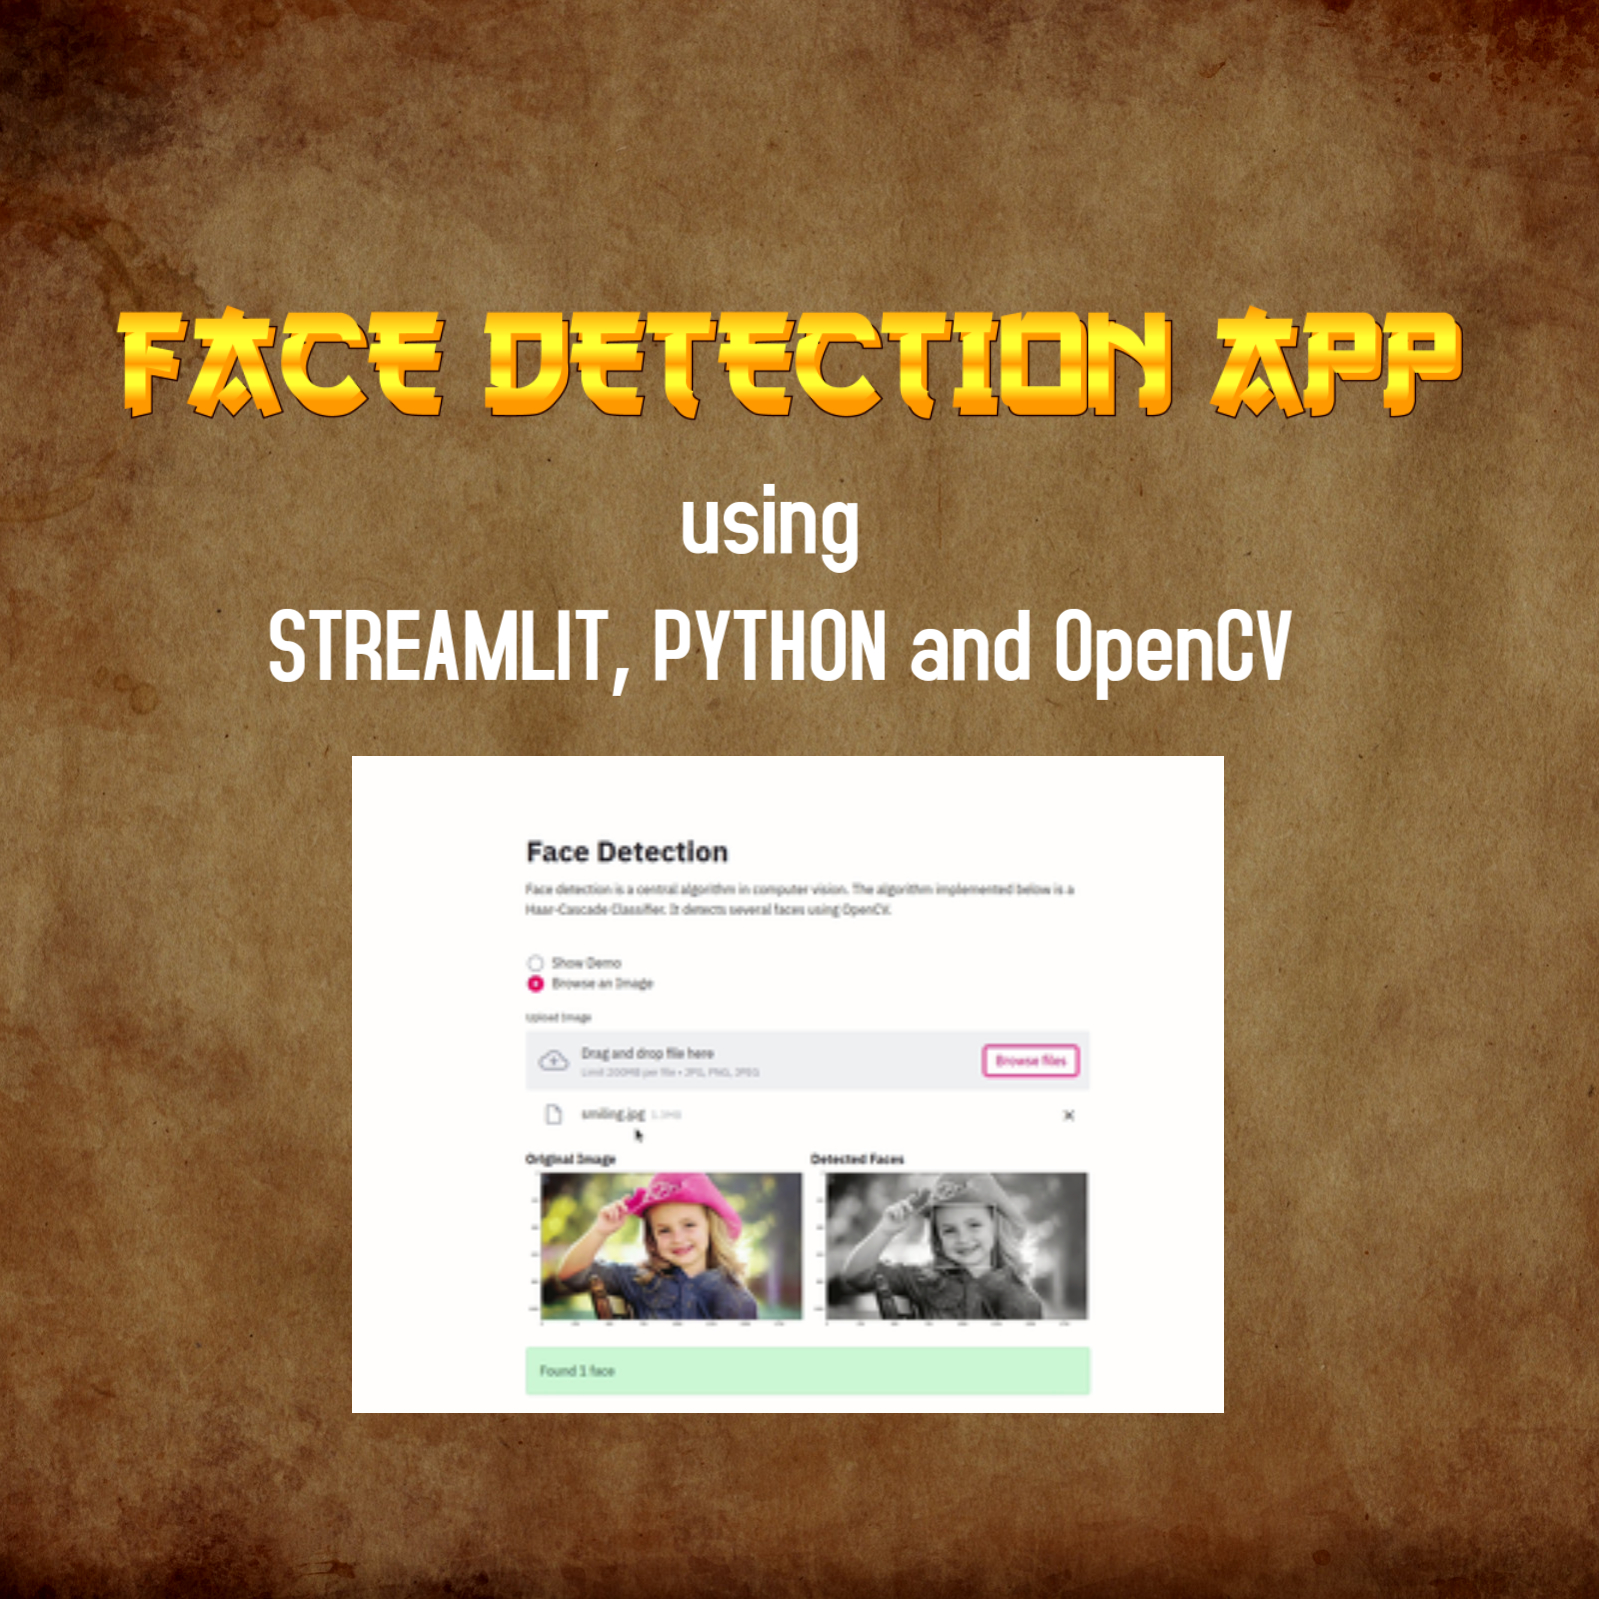 FACE DETECTION APP
using
STREAMLIT, PYTHON and OpenCV
Face Detection
Face detection is a central algorithm in computer vision. The algorithm implemented below is a
Haar-Cascade Classifier. It detects several faces using OpenCV.
Show Demo
Browse an Image
Upload Image
Drag and drop file here
Browse files
Limit 200MB per file • JPG, PNG, JPEG
smiling.jpg
Original Image
Detected Faces
Found 1 face